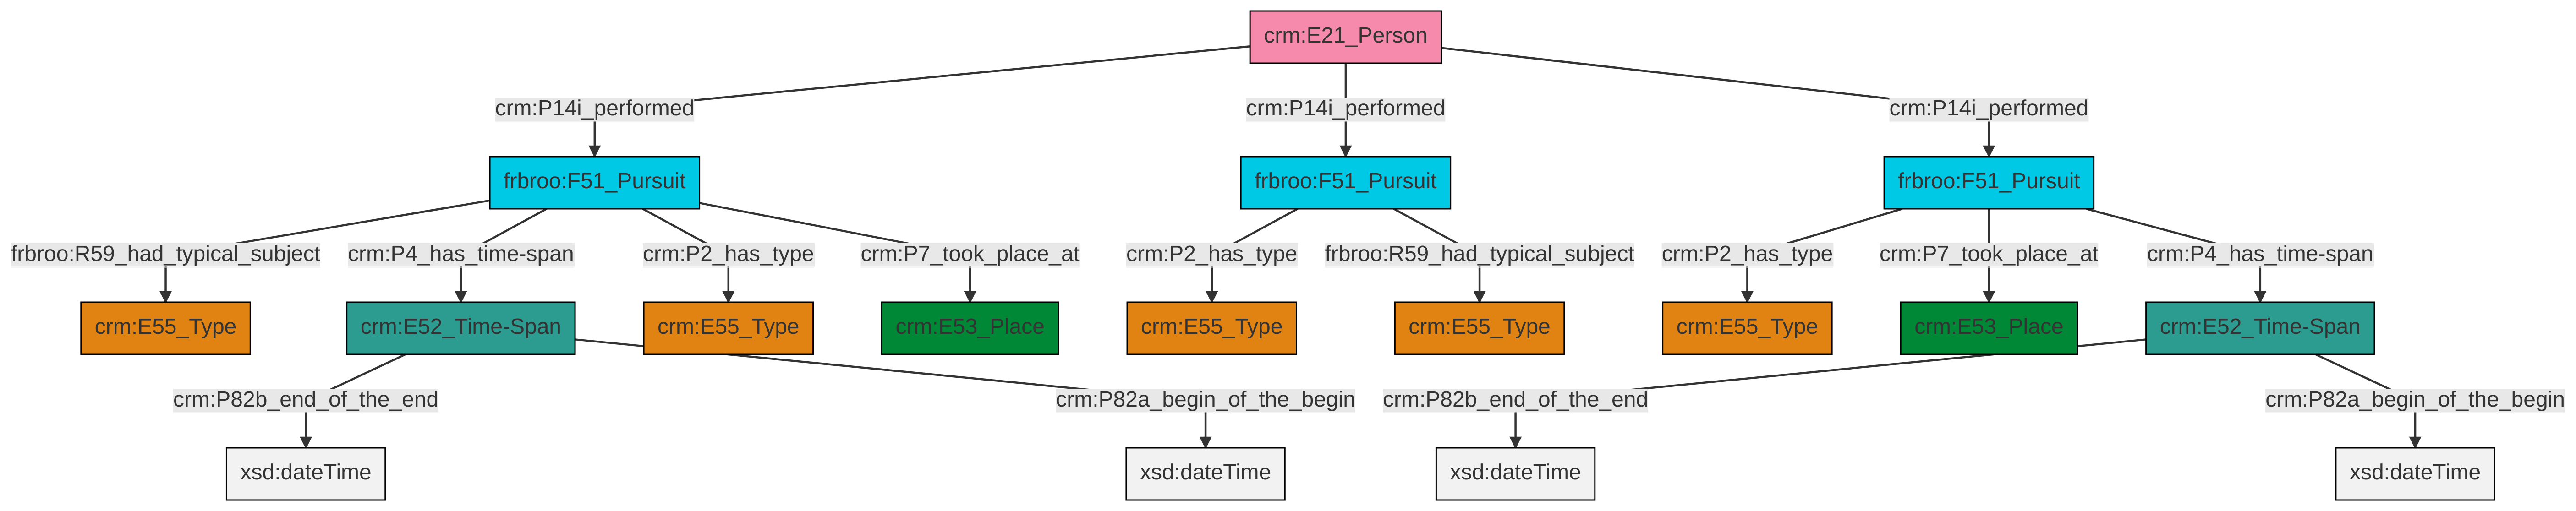 crm:E21_Person
crm:P14i_performed
crm:P14i_performed
crm:P14i_performed
frbroo:F51_Pursuit
frbroo:F51_Pursuit
frbroo:F51_Pursuit
frbroo:R59_had_typical_subject
crm:P4_has_time-span
crm:P2_has_type
crm:P7_took_place_at
crm:P2_has_type
frbroo:R59_had_typical_subject
crm:P2_has_type
crm:P7_took_place_at
crm:P4_has_time-span
crm:E55_Type
crm:E52_Time-Span
crm:E55_Type
crm:E53_Place
crm:E55_Type
crm:E55_Type
crm:E55_Type
crm:E53_Place
crm:E52_Time-Span
crm:P82b_end_of_the_end
crm:P82a_begin_of_the_begin
crm:P82b_end_of_the_end
crm:P82a_begin_of_the_begin
xsd:dateTime
xsd:dateTime
xsd:dateTime
xsd:dateTime